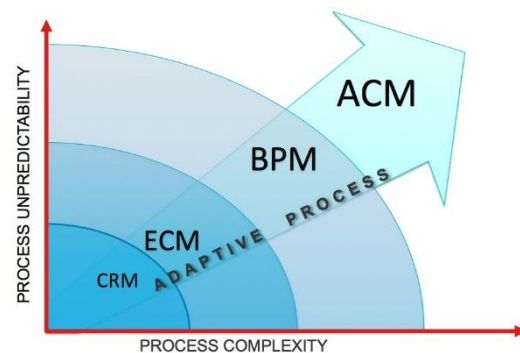 PROCESS UNPREDICTABILITY
ACM
BPM
ECM
CRM
ADAPTIVE PROCESS
PROCESS COMPLEXITY